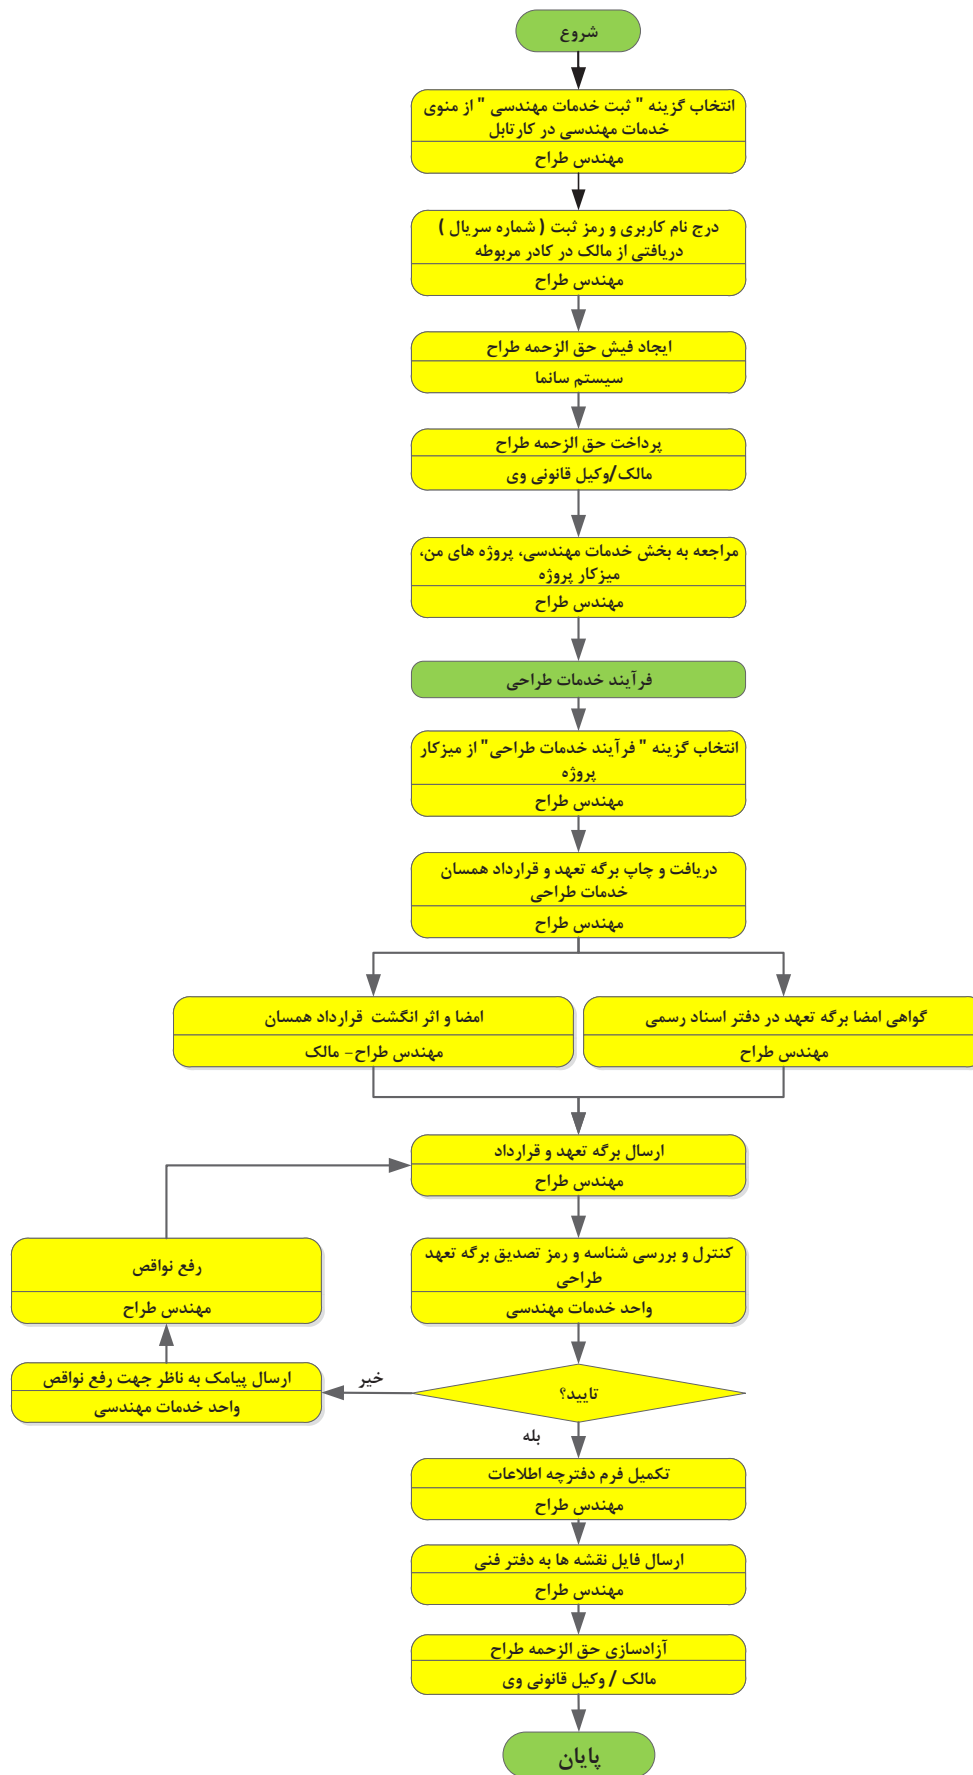 شروع
انتخاب گزینه " ثبت خدمات مهندسی " از منوی
خدمات مهندسی در کارتابل
مهندس طراح
درج نام کاربری و رمز ثبت ( شماره سریال )
دریافتی از مالک در کادر مربوطه
مهندس طراح
ایجاد فیش حق الزحمه طراح
سیستم سانما
پرداخت حق الزحمه طراح
مالک/وکیل قانونی وی
مراجعه به بخش خدمات مهندسی، پروژه های من،
میزکار پروژه
مهندس طراح
فرآیند خدمات طراحی
انتخاب گزینه " فرآیند خدمات طراحی" از میزکار
پروژه
مهندس طراح
دریافت و چاپ برگه تعهد و قرارداد همسان
خدمات طراحی
مهندس طراح
گواهی امضا برگه تعهد در دفتر اسناد رسمی
مهندس طراح
امضا و اثر انگشت قرارداد همسان
مهندس طراح- مالک
ارسال برگه تعهد و قرارداد
مهندس طراح
کنترل و بررسی شناسه و رمز تصدیق برگه تعهد
طراحی
واحد خدمات مهندسی
رفع نواقص
مهندس طراح
تایید؟
خیر
ارسال پیامک به ناظر جهت رفع نواقص
واحد خدمات مهندسی
بله
تکمیل فرم دفترچه اطلاعات
مهندس طراح
ارسال فایل نقشه ها به دفتر فنی
مهندس طراح
آزادسازی حق الزحمه طراح
مالک / وکیل قانونی وی
پایان